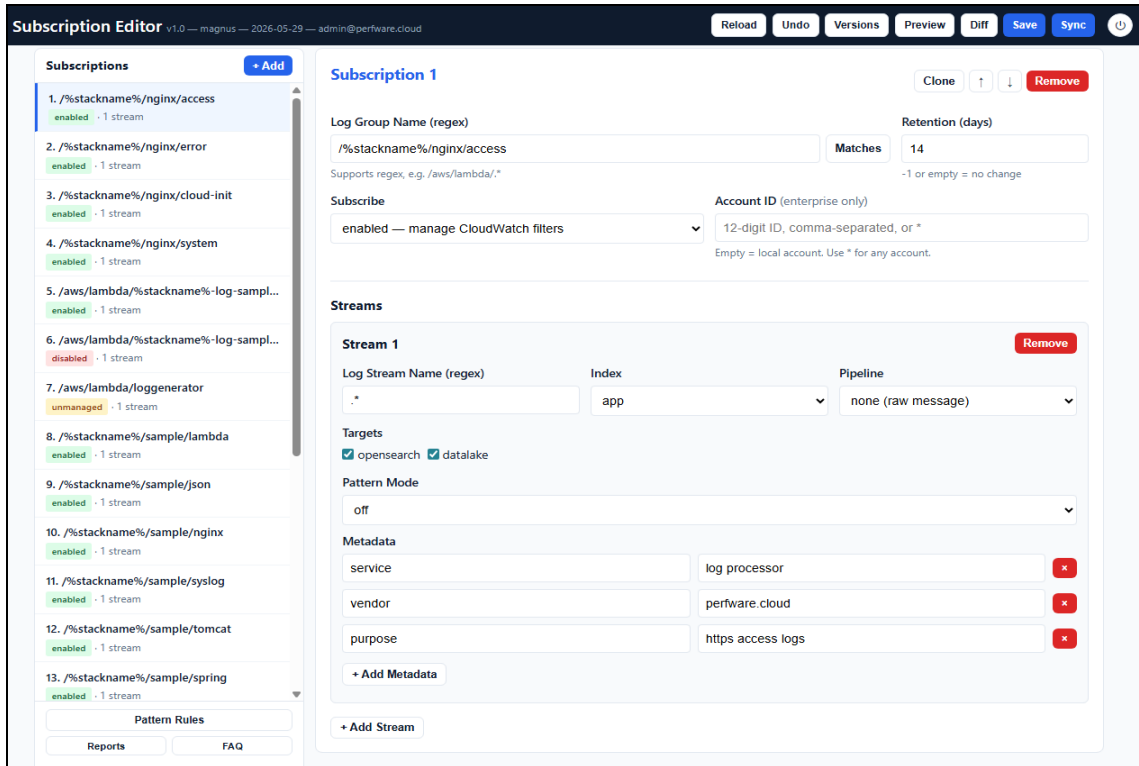 Subscription Editor v1.0 — magnus — 2026-05-29 — admin@perfware.cloud
Reload Undo Versions Preview Diff Save Sync
Subscriptions + Add
1. /%stackname%/nginx/access
enabled · 1 stream
2. /%stackname%/nginx/error
enabled · 1 stream
3. /%stackname%/nginx/cloud-init
enabled · 1 stream
4. /%stackname%/nginx/system
enabled · 1 stream
5. /aws/lambda/%stackname%-log-sampl...
enabled · 1 stream
6. /aws/lambda/%stackname%-log-sampl...
disabled · 1 stream
7. /aws/lambda/loggenerator
unmanaged · 1 stream
8. /%stackname%/sample/lambda
enabled · 1 stream
9. /%stackname%/sample/json
enabled · 1 stream
10. /%stackname%/sample/nginx
enabled · 1 stream
11. /%stackname%/sample/syslog
enabled · 1 stream
12. /%stackname%/sample/tomcat
enabled · 1 stream
13. /%stackname%/sample/spring
enabled · 1 stream
Pattern Rules
Reports FAQ
Subscription 1
Clone ↑ ↓ Remove
Log Group Name (regex) Retention (days)
/%stackname%/nginx/access Matches 14
Supports regex, e.g. /aws/lambda/.* -1 or empty = no change
Subscribe Account ID (enterprise only)
enabled — manage CloudWatch filters 12-digit ID, comma-separated, or *
Empty = local account. Use * for any account.
Streams
Stream 1 Remove
Log Stream Name (regex) Index Pipeline
.* app none (raw message)
Targets
opensearch datalake
Pattern Mode
off
Metadata
service log processor ×
vendor perfware.cloud ×
purpose https access logs ×
+ Add Metadata
+ Add Stream